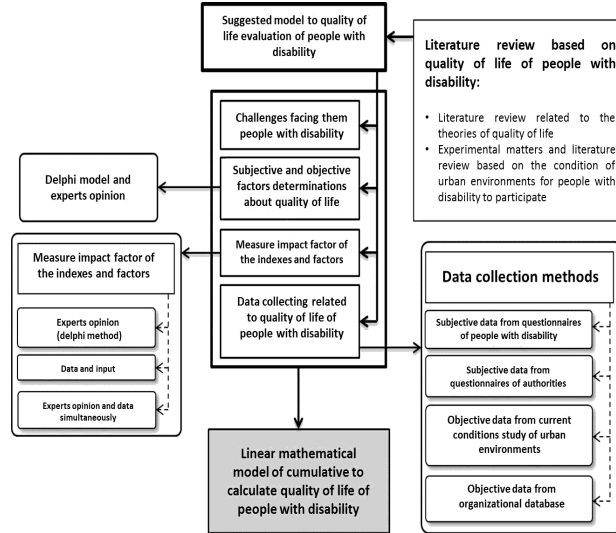 Suggested model to quality of
life evaluation of people with
disability
Literature review based on
quality of life of people with
disability:
• Literature review related to the
theories of quality of life
• Experimental matters and literature
review based on the condition of
urban environments for people with
disability to participate
Challenges facing them
people with disability
Subjective and objective
factors determinations
about quality of life
Measure impact factor of
the indexes and factors
Data collecting related
to quality of life of
people with disability
Delphi model and
experts opinion
Measure impact factor of
the indexes and factors
Experts opinion
(delphi method)
Data and input
Experts opinion and data
simultaneously
Data collection methods
Subjective data from questionnaires
of people with disability
Subjective data from
questionnaires of authorities
Objective data from current
conditions study of urban
environments
Objective data from
organizational database
Linear mathematical
model of cumulative to
calculate quality of life of
people with disability